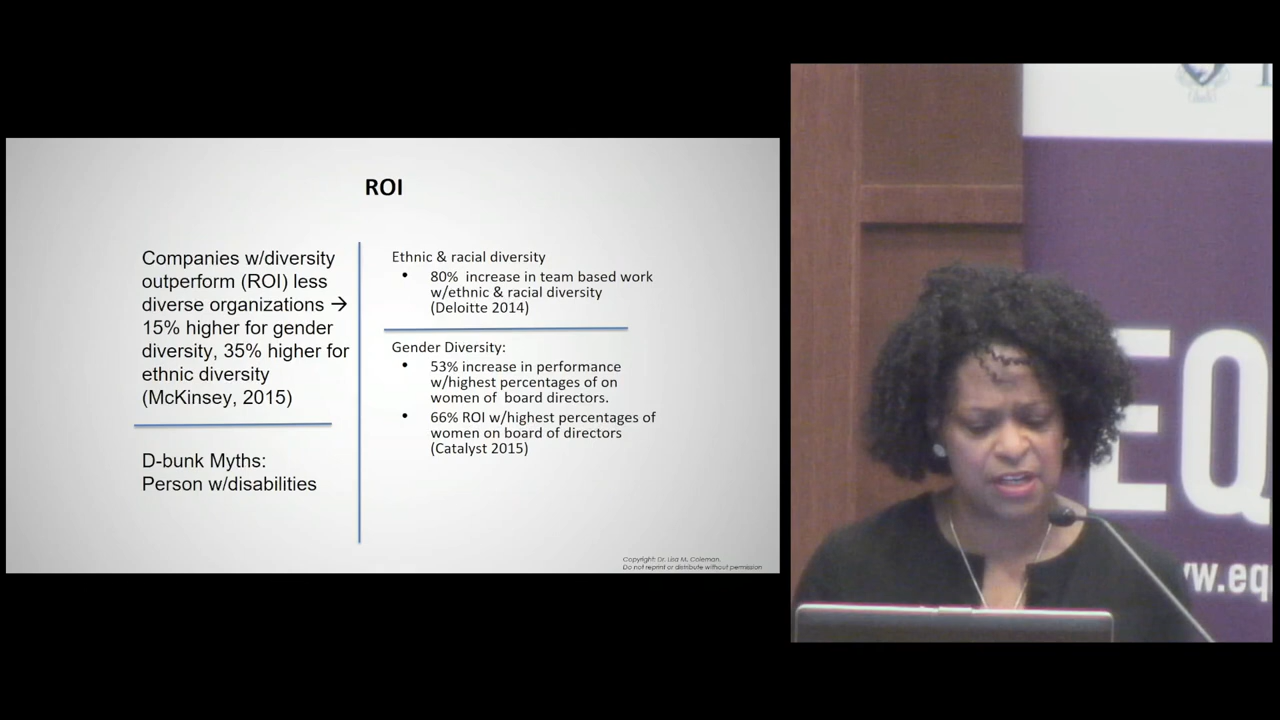 ROI
Companies w/diversity
outperform (ROI) less
diverse organizations →
15% higher for gender
diversity, 35% higher for
ethnic diversity
(McKinsey, 2015)
D-bunk Myths:
Person w/disabilities
Ethnic & racial diversity
• 80% increase in team based work
w/ethnic & racial diversity
(Deloitte 2014)
Gender Diversity:
• 53% increase in performance
w/highest percentages of on
women of board directors.
• 66% ROI w/highest percentages of
women on board of directors
(Catalyst 2015)
Copyright: Dr. Lisa M. Coleman.
Do not reprint or distribute without permission
EQ
ww.eq